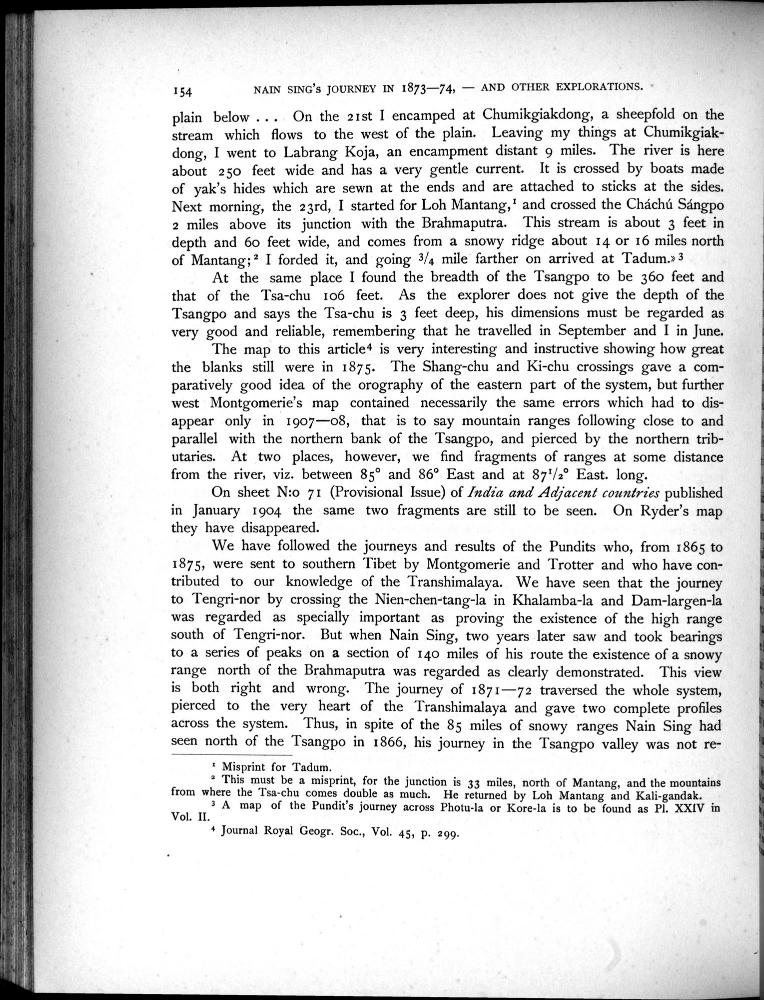 154 NAIN SING'S JOURNEY IN 1873—74, — AND OTHER EXPLORATIONS.
plain below ... On the 21st I encamped at Chumikgiakdong, a sheepfold on the
stream which flows to the west of the plain. Leaving my things at Chumikgiak-
dong, I went to Labrang Koja, an encampment distant 9 miles. The river is here
about 250 feet wide and has a very gentle current. It is crossed by boats made
of yak's hides which are sewn at the ends and are attached to sticks at the sides.
Next morning, the 23rd, I started for Loh Mantang,¹ and crossed the Cháchú Sángpo
2 miles above its junction with the Brahmaputra. This stream is about 3 feet in
depth and 60 feet wide, and comes from a snowy ridge about 14 or 16 miles north
of Mantang;² I forded it, and going 3/4 mile farther on arrived at Tadum.»³
At the same place I found the breadth of the Tsangpo to be 360 feet and
that of the Tsa-chu 106 feet. As the explorer does not give the depth of the
Tsangpo and says the Tsa-chu is 3 feet deep, his dimensions must be regarded as
very good and reliable, remembering that he travelled in September and I in June.
The map to this article⁴ is very interesting and instructive showing how great
the blanks still were in 1875. The Shang-chu and Ki-chu crossings gave a com-
paratively good idea of the orography of the eastern part of the system, but further
west Montgomerie's map contained necessarily the same errors which had to dis-
appear only in 1907—08, that is to say mountain ranges following close to and
parallel with the northern bank of the Tsangpo, and pierced by the northern trib-
utaries. At two places, however, we find fragments of ranges at some distance
from the river, viz. between 85° and 86° East and at 87 1/2° East. long.
On sheet N:o 71 (Provisional Issue) of India and Adjacent countries published
in January 1904 the same two fragments are still to be seen. On Ryder's map
they have disappeared.
We have followed the journeys and results of the Pundits who, from 1865 to
1875, were sent to southern Tibet by Montgomerie and Trotter and who have con-
tributed to our knowledge of the Transhimalaya. We have seen that the journey
to Tengri-nor by crossing the Nien-chen-tang-la in Khalamba-la and Dam-largen-la
was regarded as specially important as proving the existence of the high range
south of Tengri-nor. But when Nain Sing, two years later saw and took bearings
to a series of peaks on a section of 140 miles of his route the existence of a snowy
range north of the Brahmaputra was regarded as clearly demonstrated. This view
is both right and wrong. The journey of 1871—72 traversed the whole system,
pierced to the very heart of the Transhimalaya and gave two complete profiles
across the system. Thus, in spite of the 85 miles of snowy ranges Nain Sing had
seen north of the Tsangpo in 1866, his journey in the Tsangpo valley was not re-
¹ Misprint for Tadum.
² This must be a misprint, for the junction is 33 miles, north of Mantang, and the mountains
from where the Tsa-chu comes double as much. He returned by Loh Mantang and Kali-gandak.
³ A map of the Pundit's journey across Photu-la or Kore-la is to be found as Pl. XXIV in
Vol. II.
⁴ Journal Royal Geogr. Soc., Vol. 45, p. 299.